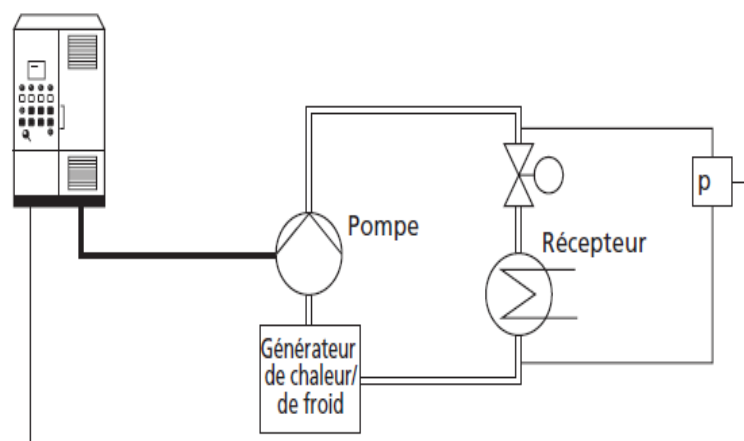 p
Pompe
Récepteur
Générateur
de chaleur/
de froid